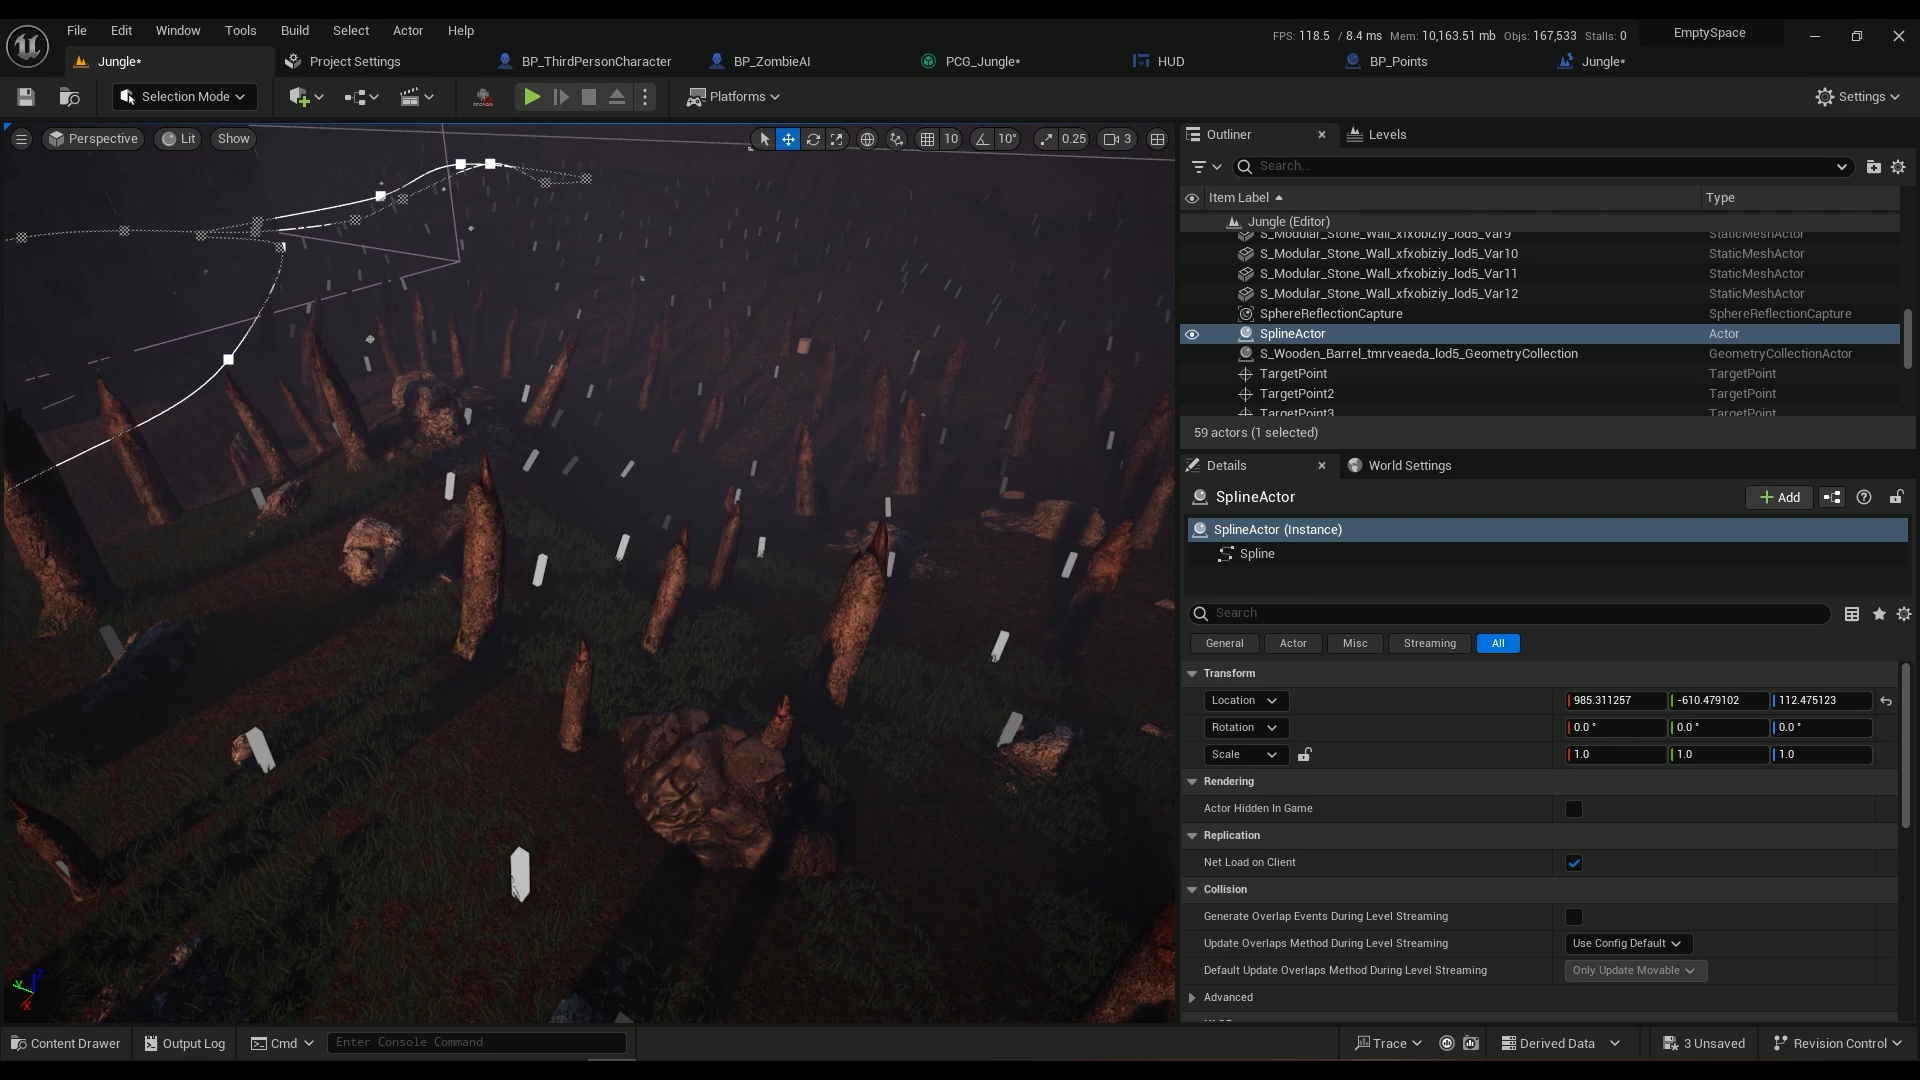 File Edit Window Tools Build Select Actor Help
FPS: 118.5 / 8.4 ms Mem: 10,163.51 mb Objs: 167,533 Stalls: 0
EmptySpace
Jungle* Project Settings BP_ThirdPersonCharacter BP_ZombieAI PCG_Jungle* HUD BP_Points Jungle*
Selection Mode Platforms Settings
Perspective Lit Show 10 10° 0.25 3
Outliner Levels
Search...
Item Label Type
Jungle (Editor)
S_Modular_Stone_Wall_xfxobiziy_lod5_Var9 StaticMeshActor
S_Modular_Stone_Wall_xfxobiziy_lod5_Var10 StaticMeshActor
S_Modular_Stone_Wall_xfxobiziy_lod5_Var11 StaticMeshActor
S_Modular_Stone_Wall_xfxobiziy_lod5_Var12 StaticMeshActor
SphereReflectionCapture SphereReflectionCapture
SplineActor Actor
S_Wooden_Barrel_tmrveaeda_lod5_GeometryCollection GeometryCollectionActor
TargetPoint TargetPoint
TargetPoint2 TargetPoint
TargetPoint3 TargetPoint
59 actors (1 selected)
Details World Settings
SplineActor Add
SplineActor (Instance)
Spline
Search
General Actor Misc Streaming All
Transform
Location 985.311257 -610.479102 112.475123
Rotation 0.0 ° 0.0 ° 0.0 °
Scale 1.0 1.0 1.0
Rendering
Actor Hidden In Game
Replication
Net Load on Client
Collision
Generate Overlap Events During Level Streaming
Update Overlaps Method During Level Streaming Use Config Default
Default Update Overlaps Method During Level Streaming Only Update Movable
Advanced
Content Drawer Output Log Cmd Enter Console Command Trace Derived Data 3 Unsaved Revision Control